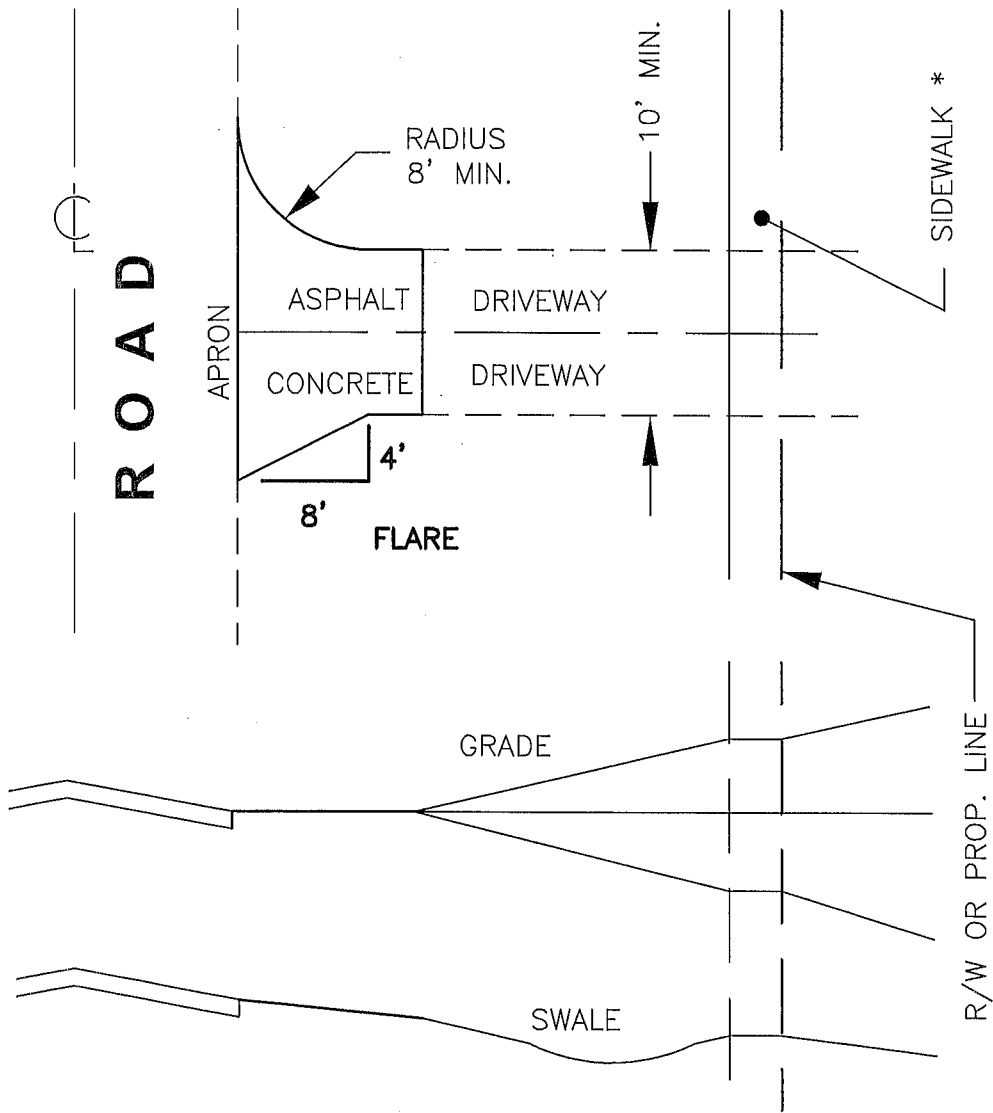 ℄
ROAD
RADIUS
8' MIN.
10' MIN.
SIDEWALK *
APRON
ASPHALT
DRIVEWAY
CONCRETE
DRIVEWAY
4'
8'
FLARE
GRADE
SWALE
R/W OR PROP. LINE